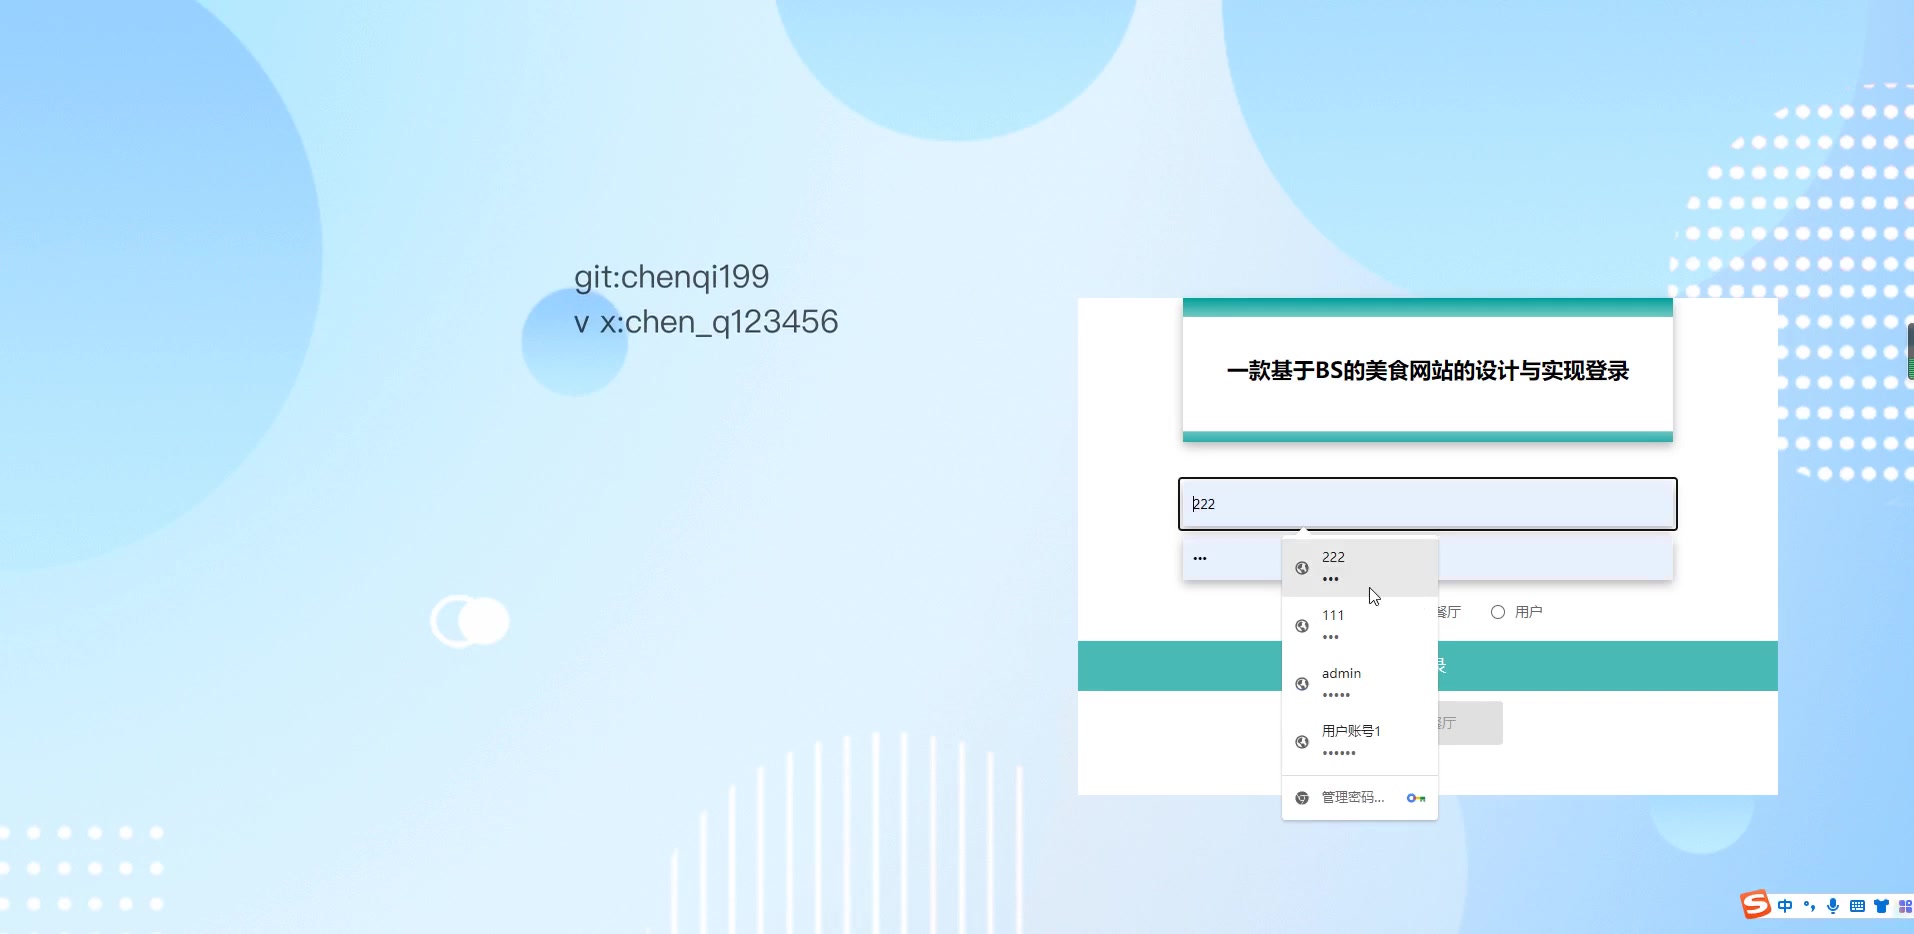 git:chenqi199
v x:chen_q123456
一款基于BS的美食网站的设计与实现登录
222
•••
222
•••
111
•••
餐厅
用户
admin
•••••
录
用户账号1
••••••
餐厅
管理密码...
中